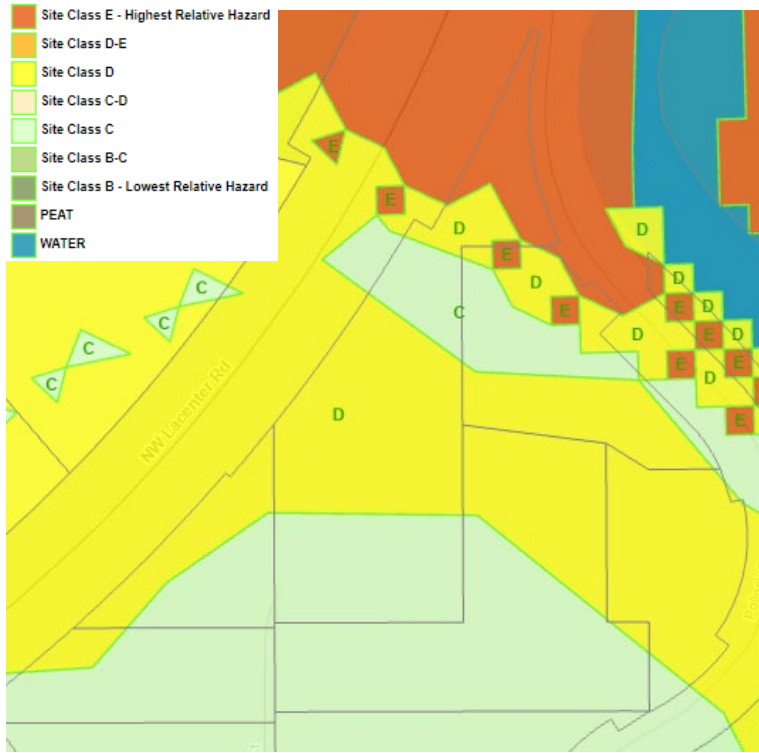 Site Class E - Highest Relative Hazard
Site Class D-E
Site Class D
Site Class C-D
Site Class C
Site Class B-C
Site Class B - Lowest Relative Hazard
PEAT
WATER
E
E
D
D
E
D
D
C
C
E
D
E
D
C
E
D
D
E
C
C
E
E
D
D
E
NW Lacenter Rd